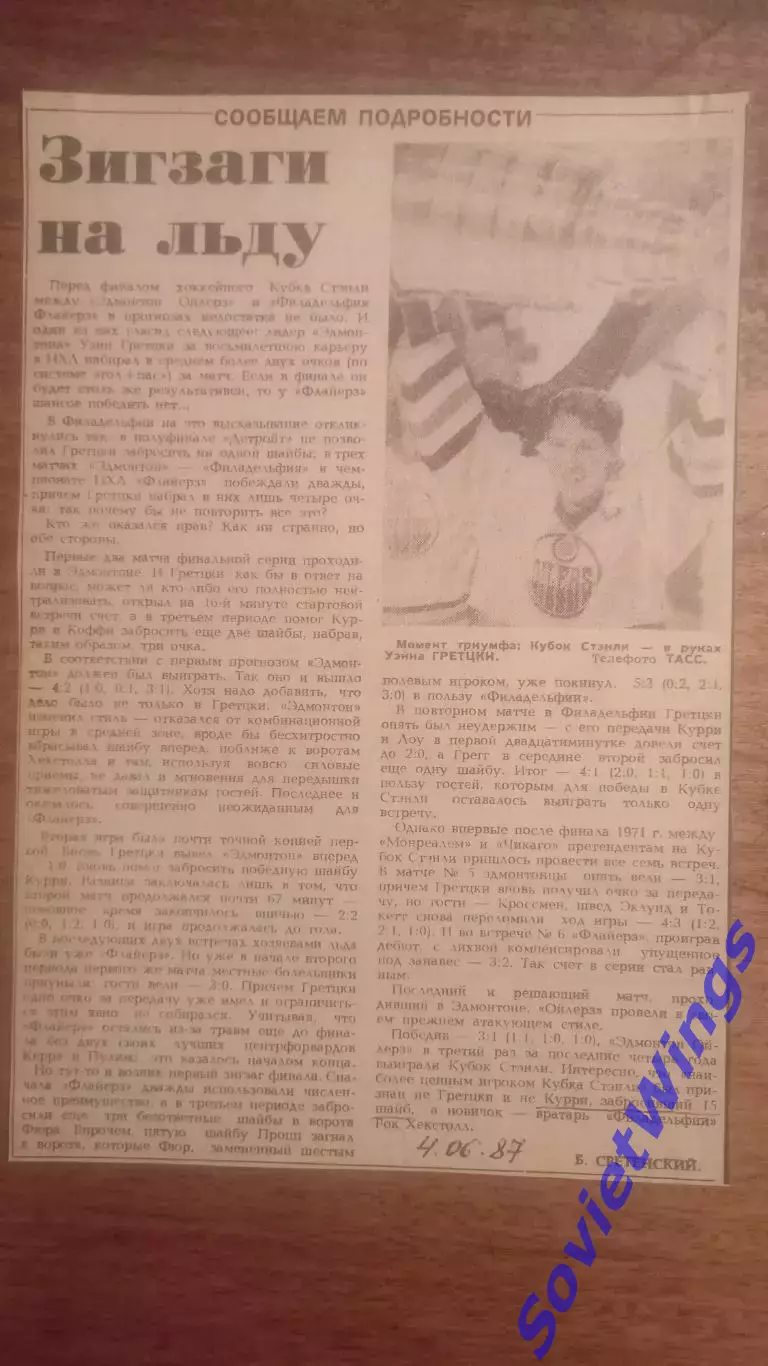 СООБЩАЕМ ПОДРОБНОСТИ
Зигзаги
на льду
Перед финалом хоккейного Кубка Стэнли
между «Эдмонтон Ойлерз» и «Филадельфия
Флайерз» в прогнозах недостатка не было. И
один из них гласил следующее: лидер «Эдмон-
тона» Уэйн Гретцки за восьмилетнюю карьеру
в НХЛ набирал в среднем более двух очков (по
системе «гол+пас») за матч. Если в финале он
будет столь же результативен, то у «Флайерз»
шансов победить нет...
В Филадельфии на это высказывание отклик-
нулись так: в полуфинале «Детройт» не позво-
лил Гретцки забросить ни одной шайбы; в трех
матчах «Эдмонтон» — «Филадельфия» в чем-
пионате НХЛ «Флайерз» побеждали дважды,
причем Гретцки набрал в них лишь четыре оч-
ка: так почему бы не повторить все это?
Кто же оказался прав? Как ни странно, но
обе стороны.
Первые два матча финальной серии проходи-
ли в Эдмонтоне. И Гретцки как бы в ответ на
вопрос, может ли кто-либо его полностью ней-
трализовать, открыл на 16-й минуте стартовой
встречи счет, а в третьем периоде помог Кур-
ри и Коффи забросить еще две шайбы, набрав,
таким образом, три очка.
В соответствии с первым прогнозом «Эдмон-
тон» должен был выиграть. Так оно и вышло
— 4:2 (1:0, 0:1, 3:1). Хотя надо добавить, что
дело было не только в Гретцки. «Эдмонтон»
изменил стиль — отказался от комбинационной
игры в средней зоне, вроде бы бесхитростно
вбрасывал шайбу вперед, поближе к воротам
Хекстолла и там, используя вовсю силовые
приемы, не давал и мгновения для передышки
тяжеловатым защитникам гостей. Последнее и
оказалось совершенно неожиданным для
«Флайерз».
Вторая игра была почти точной копией пер-
вой. Вновь Гретцки вывел «Эдмонтон» вперед
— 1:0, вновь помог забросить победную шайбу
Курри. Разница заключалась лишь в том, что
второй матч продолжался почти 67 минут —
основное время закончилось вничью — 2:2
(0:0, 1:2, 1:0), и игра продолжалась до гола.
В последующих двух встречах хозяевами льда
были уже «Флайерз». Но уже в начале второго
периода первого же матча местные болельщики
приуныли: гости вели — 3:0. Причем Гретцки
одно очко за передачу уже имел и ограничить-
ся этим явно не собирался. Учитывая, что
«Флайерз» остались из-за травм еще до фина-
ла без двух своих лучших центрфорвардов
Керра и Пулина, это казалось началом конца.
Но тут-то и возник первый зигзаг финала. Сна-
чала «Флайерз» дважды использовали числен-
ное преимущество, а в третьем периоде забро-
сили еще три безответные шайбы в ворота
Фюра. Впрочем, пятую шайбу Пропп загнал
в ворота, которые Фюр, замененный шестым
Момент триумфа: Кубок Стэнли — в руках
Уэйна ГРЕТЦКИ. Телефото ТАСС.
полевым игроком, уже покинул. 5:3 (0:2, 2:1,
3:0) в пользу «Филадельфии».
В повторном матче в Филадельфии Гретцки
опять был неудержим — с его передачи Курри
и Лоу в первой двадцатиминутке довели счет
до 2:0, а Грегг в середине второй забросил
еще одну шайбу. Итог — 4:1 (2:0, 1:1, 1:0) в
пользу гостей, которым для победы в Кубке
Стэнли оставалось выиграть только одну
встречу.
Однако впервые после финала 1971 г. между
«Монреалем» и «Чикаго» претендентам на Ку-
бок Стэнли пришлось провести все семь встреч.
В матче № 5 эдмонтонцы опять вели — 3:1,
причем Гретцки вновь получил очко за переда-
чу, но гости — Кроссмен, швед Эклунд и То-
кетт снова переломили ход игры — 4:3 (1:2,
2:1, 1:0). И во встрече № 6 «Флайерз», проиграв
дебют, с лихвой компенсировали упущенное
под занавес — 3:2. Так счет в серии стал рав-
ным.
Последний и решающий матч, прохо-
дивший в Эдмонтоне, «Ойлерз» провели в сво-
ем прежнем атакующем стиле.
Победив — 3:1 (1:1, 1:0, 1:0), «Эдмонтон Ой-
лерз» в третий раз за последние четыре года
выиграли Кубок Стэнли. Интересно, что наи-
более ценным игроком Кубка Стэнли был при-
знан не Гретцки и не Курри, забросивший 15
шайб, а новичок — вратарь «Филадельфии»
Рон Хекстолл.
4.06.87
Б. СВЕТЕНСКИЙ.
OILERS
SovietWings